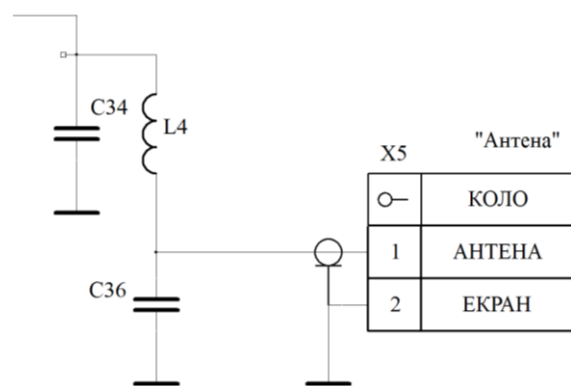 C34
L4
X5 "Антена"
КОЛО
1 АНТЕНА
C36
2 ЕКРАН